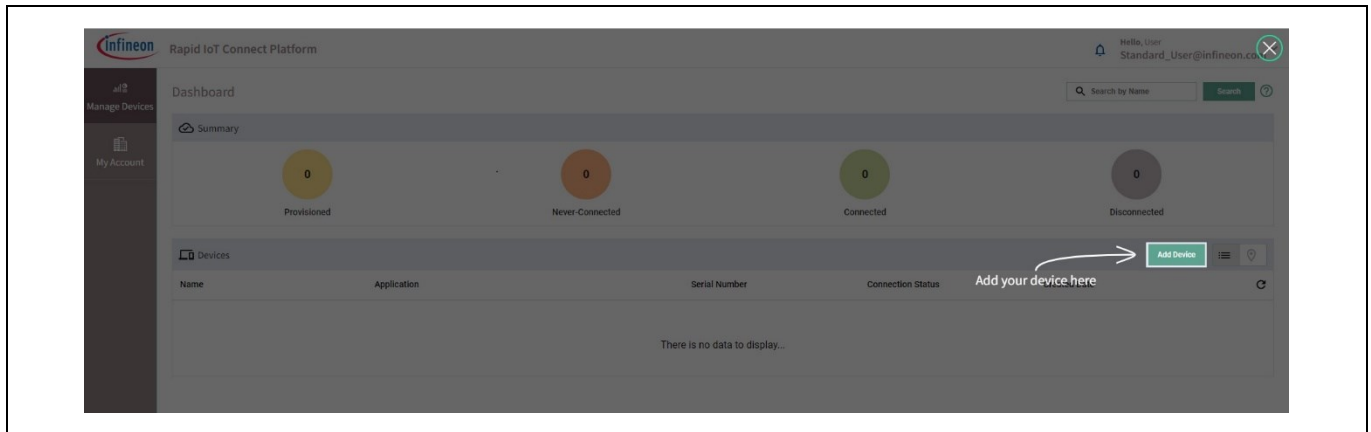 infineon
Rapid IoT Connect Platform
Hello, User
Standard_User@infineon.co
Manage Devices
My Account
Dashboard
Search by Name
Search
?
Summary
0
0
0
0
Provisioned
Never-Connected
Connected
Disconnected
Devices
Add Device
Add your device here
Name
Application
Serial Number
Connection Status
There is no data to display...